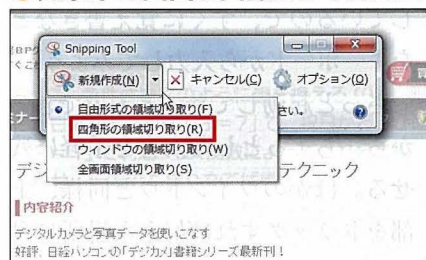 Snipping Tool
新規作成(N)
キャンセル(C)
オプション(O)
自由形式の領域切り取り(F)
さい。
四角形の領域切り取り(R)
ウィンドウの領域切り取り(W)
全画面領域切り取り(S)
デジ
テクニック
内容紹介
デジタルカメラと写真データを使いこなす
好評、日経パソコンの「デジカメ」書籍シリーズ最新刊!